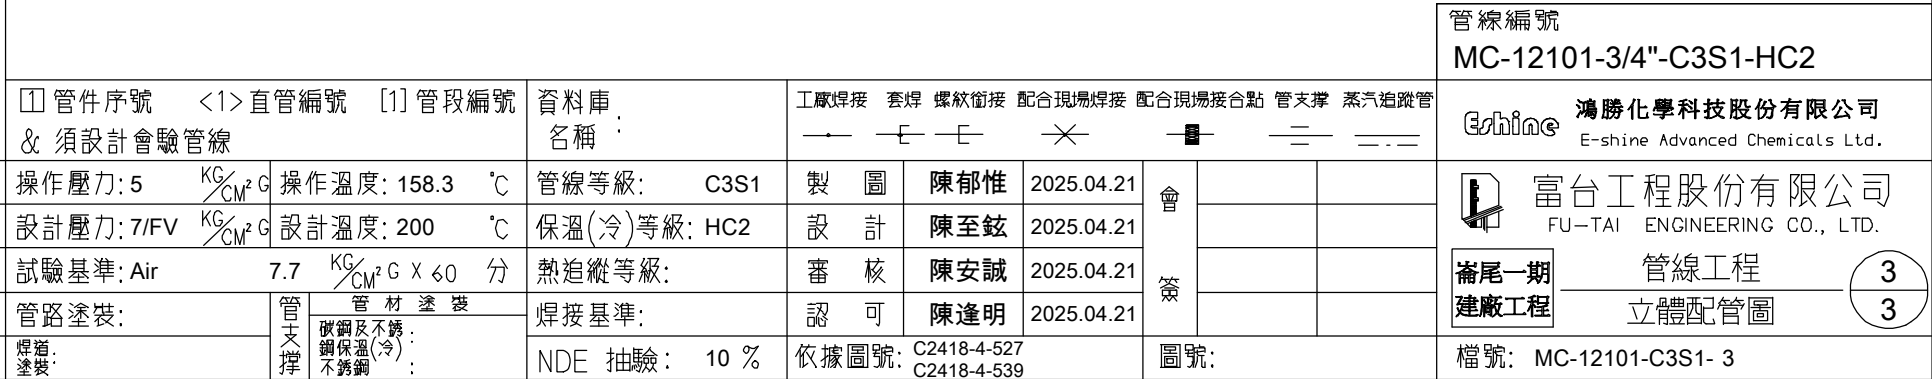 管線編號
MC-12101-3/4"-C3S1-HC2
1 管件序號 <1>直管編號 [1]管段編號
& 須設計會驗管線
資料庫名稱:
工廠焊接 套焊 螺紋銜接 配合現場焊接 配合現場接合點 管支撐 蒸汽追蹤管
Eshine 鴻勝化學科技股份有限公司
E-shine Advanced Chemicals Ltd.
操作壓力: 5 KG/CM² G 操作溫度: 158.3 °C 管線等級: C3S1 製 圖 陳郁惟 2025.04.21
設計壓力: 7/FV KG/CM² G 設計溫度: 200 °C 保溫(冷)等級: HC2 設 計 陳至鉉 2025.04.21
試驗基準: Air 7.7 KG/CM² G X 60 分 熱追縱等級: 審 核 陳安誠 2025.04.21
管路塗裝: 管支撐 管材塗裝 焊接基準: 認 可 陳逢明 2025.04.21
會簽
富台工程股份有限公司
FU-TAI ENGINEERING CO., LTD.
崙尾一期
建廠工程
管線工程
立體配管圖
3
3
焊道塗裝:
碳鋼及不銹鋼保溫(冷):
不銹鋼:
NDE 抽驗: 10 %
依據圖號: C2418-4-527
C2418-4-539
圖號:
檔號: MC-12101-C3S1- 3